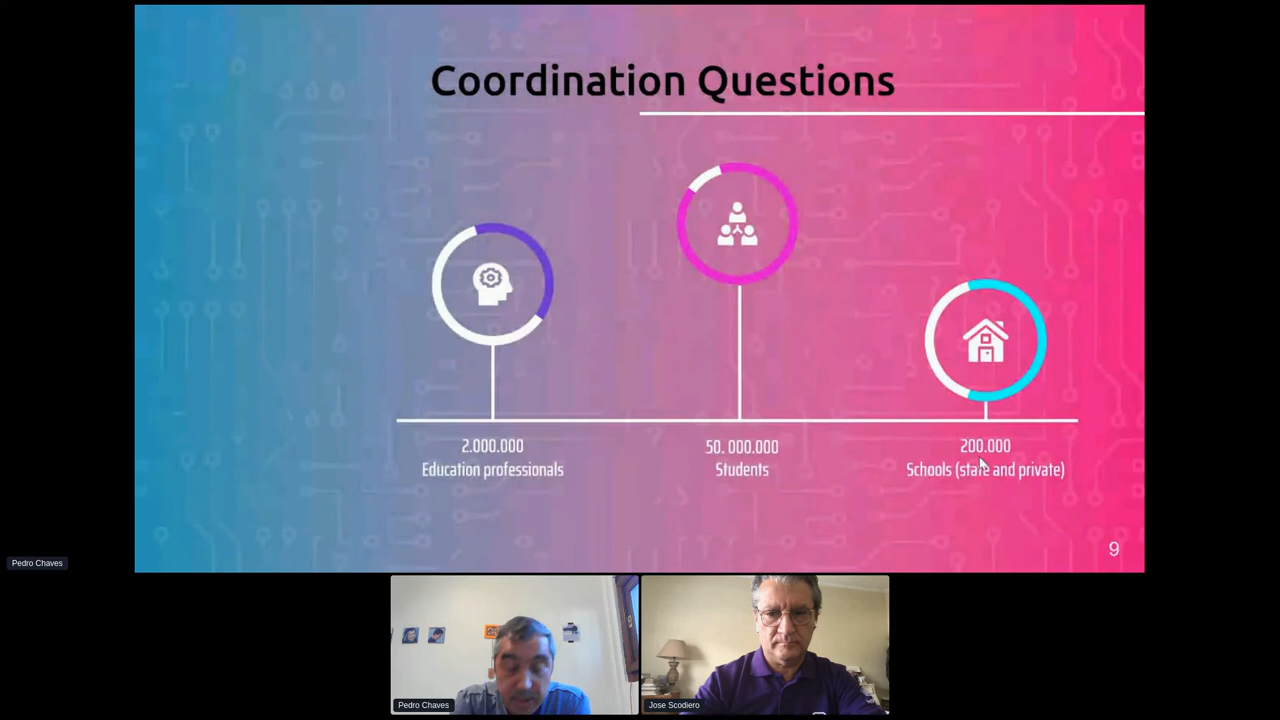 Coordination Questions
2.000.000
Education professionals
50. 000.000
Students
200.000
Schools (state and private)
9
Pedro Chaves
Pedro Chaves
Jose Scodiero